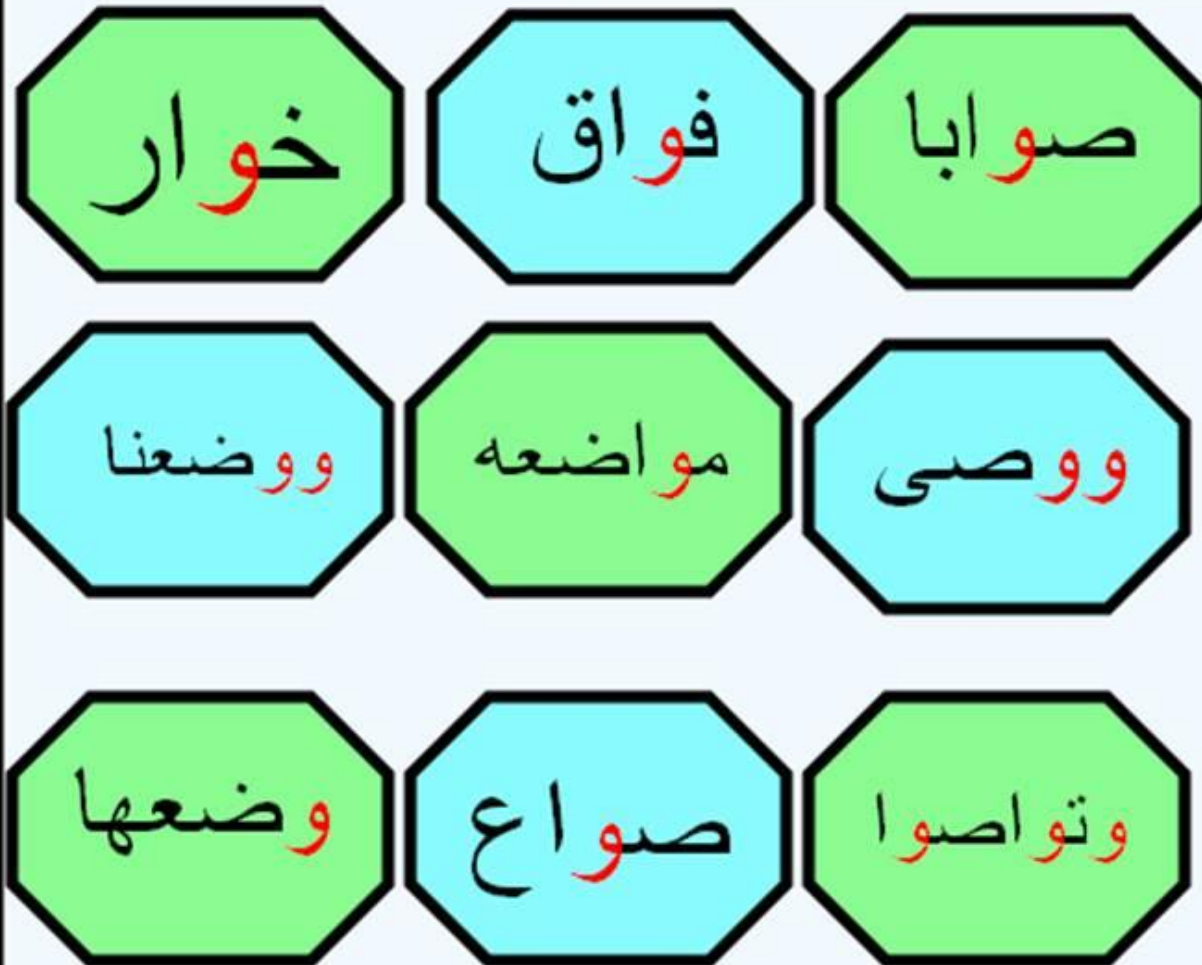 صوابا
فواق
خوار
ووصى
مواضعه
ووضعنا
وتواصوا
صواع
وضعها